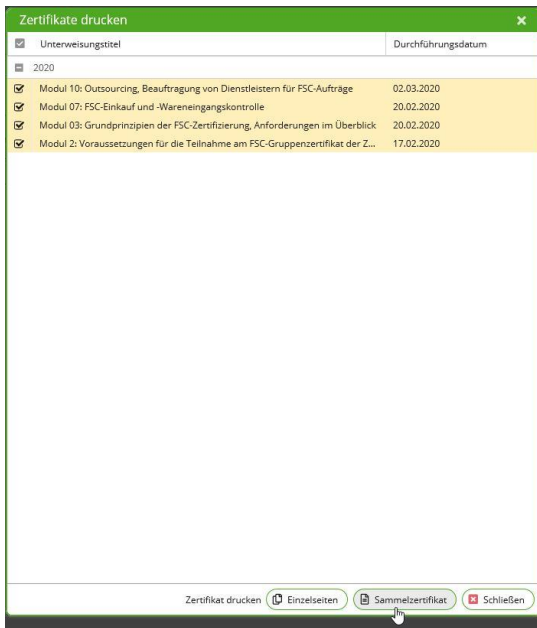 Zertifikate drucken
Unterweisungstitel Durchführungsdatum
2020
Modul 10: Outsourcing, Beauftragung von Dienstleistern für FSC-Aufträge 02.03.2020
Modul 07: FSC-Einkauf und -Wareneingangskontrolle 20.02.2020
Modul 03: Grundprinzipien der FSC-Zertifizierung, Anforderungen im Überblick 20.02.2020
Modul 2: Voraussetzungen für die Teilnahme am FSC-Gruppenzertifikat der Z... 17.02.2020
Zertifikat drucken Einzelseiten Sammelzertifikat Schließen